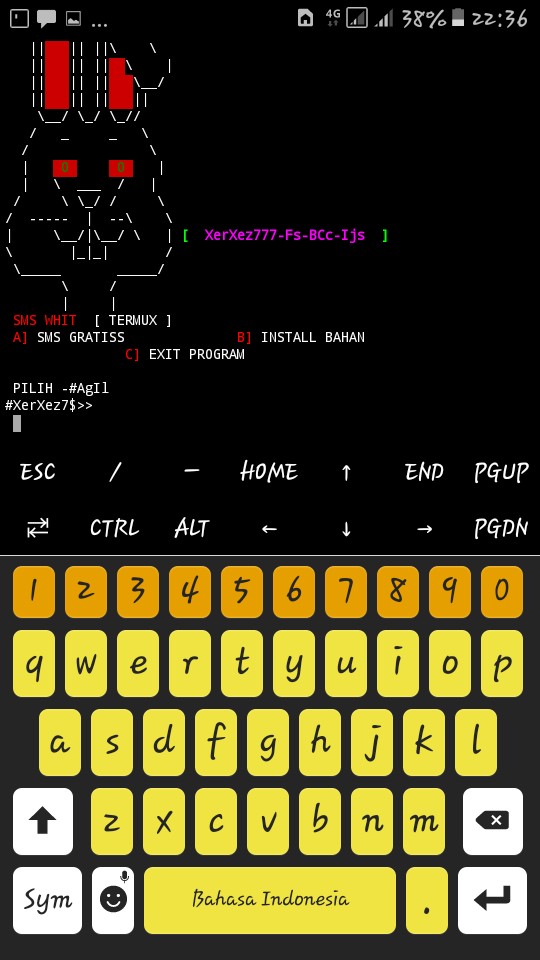 4G 38% 22:36
[ XerXez777-Fs-BCc-Ijs ]
SMS WHIT [ TERMUX ]
A] SMS GRATISS B] INSTALL BAHAN
C] EXIT PROGRAM
PILIH -#AgIl
#XerXez7$>>
ESC / – HOME ↑ END PGUP
⇄ CTRL ALT ← ↓ → PGDN
1 2 3 4 5 6 7 8 9 0
q w e r t y u i o p
a s d f g h j k l
z x c v b n m
Sym Bahasa Indonesia .